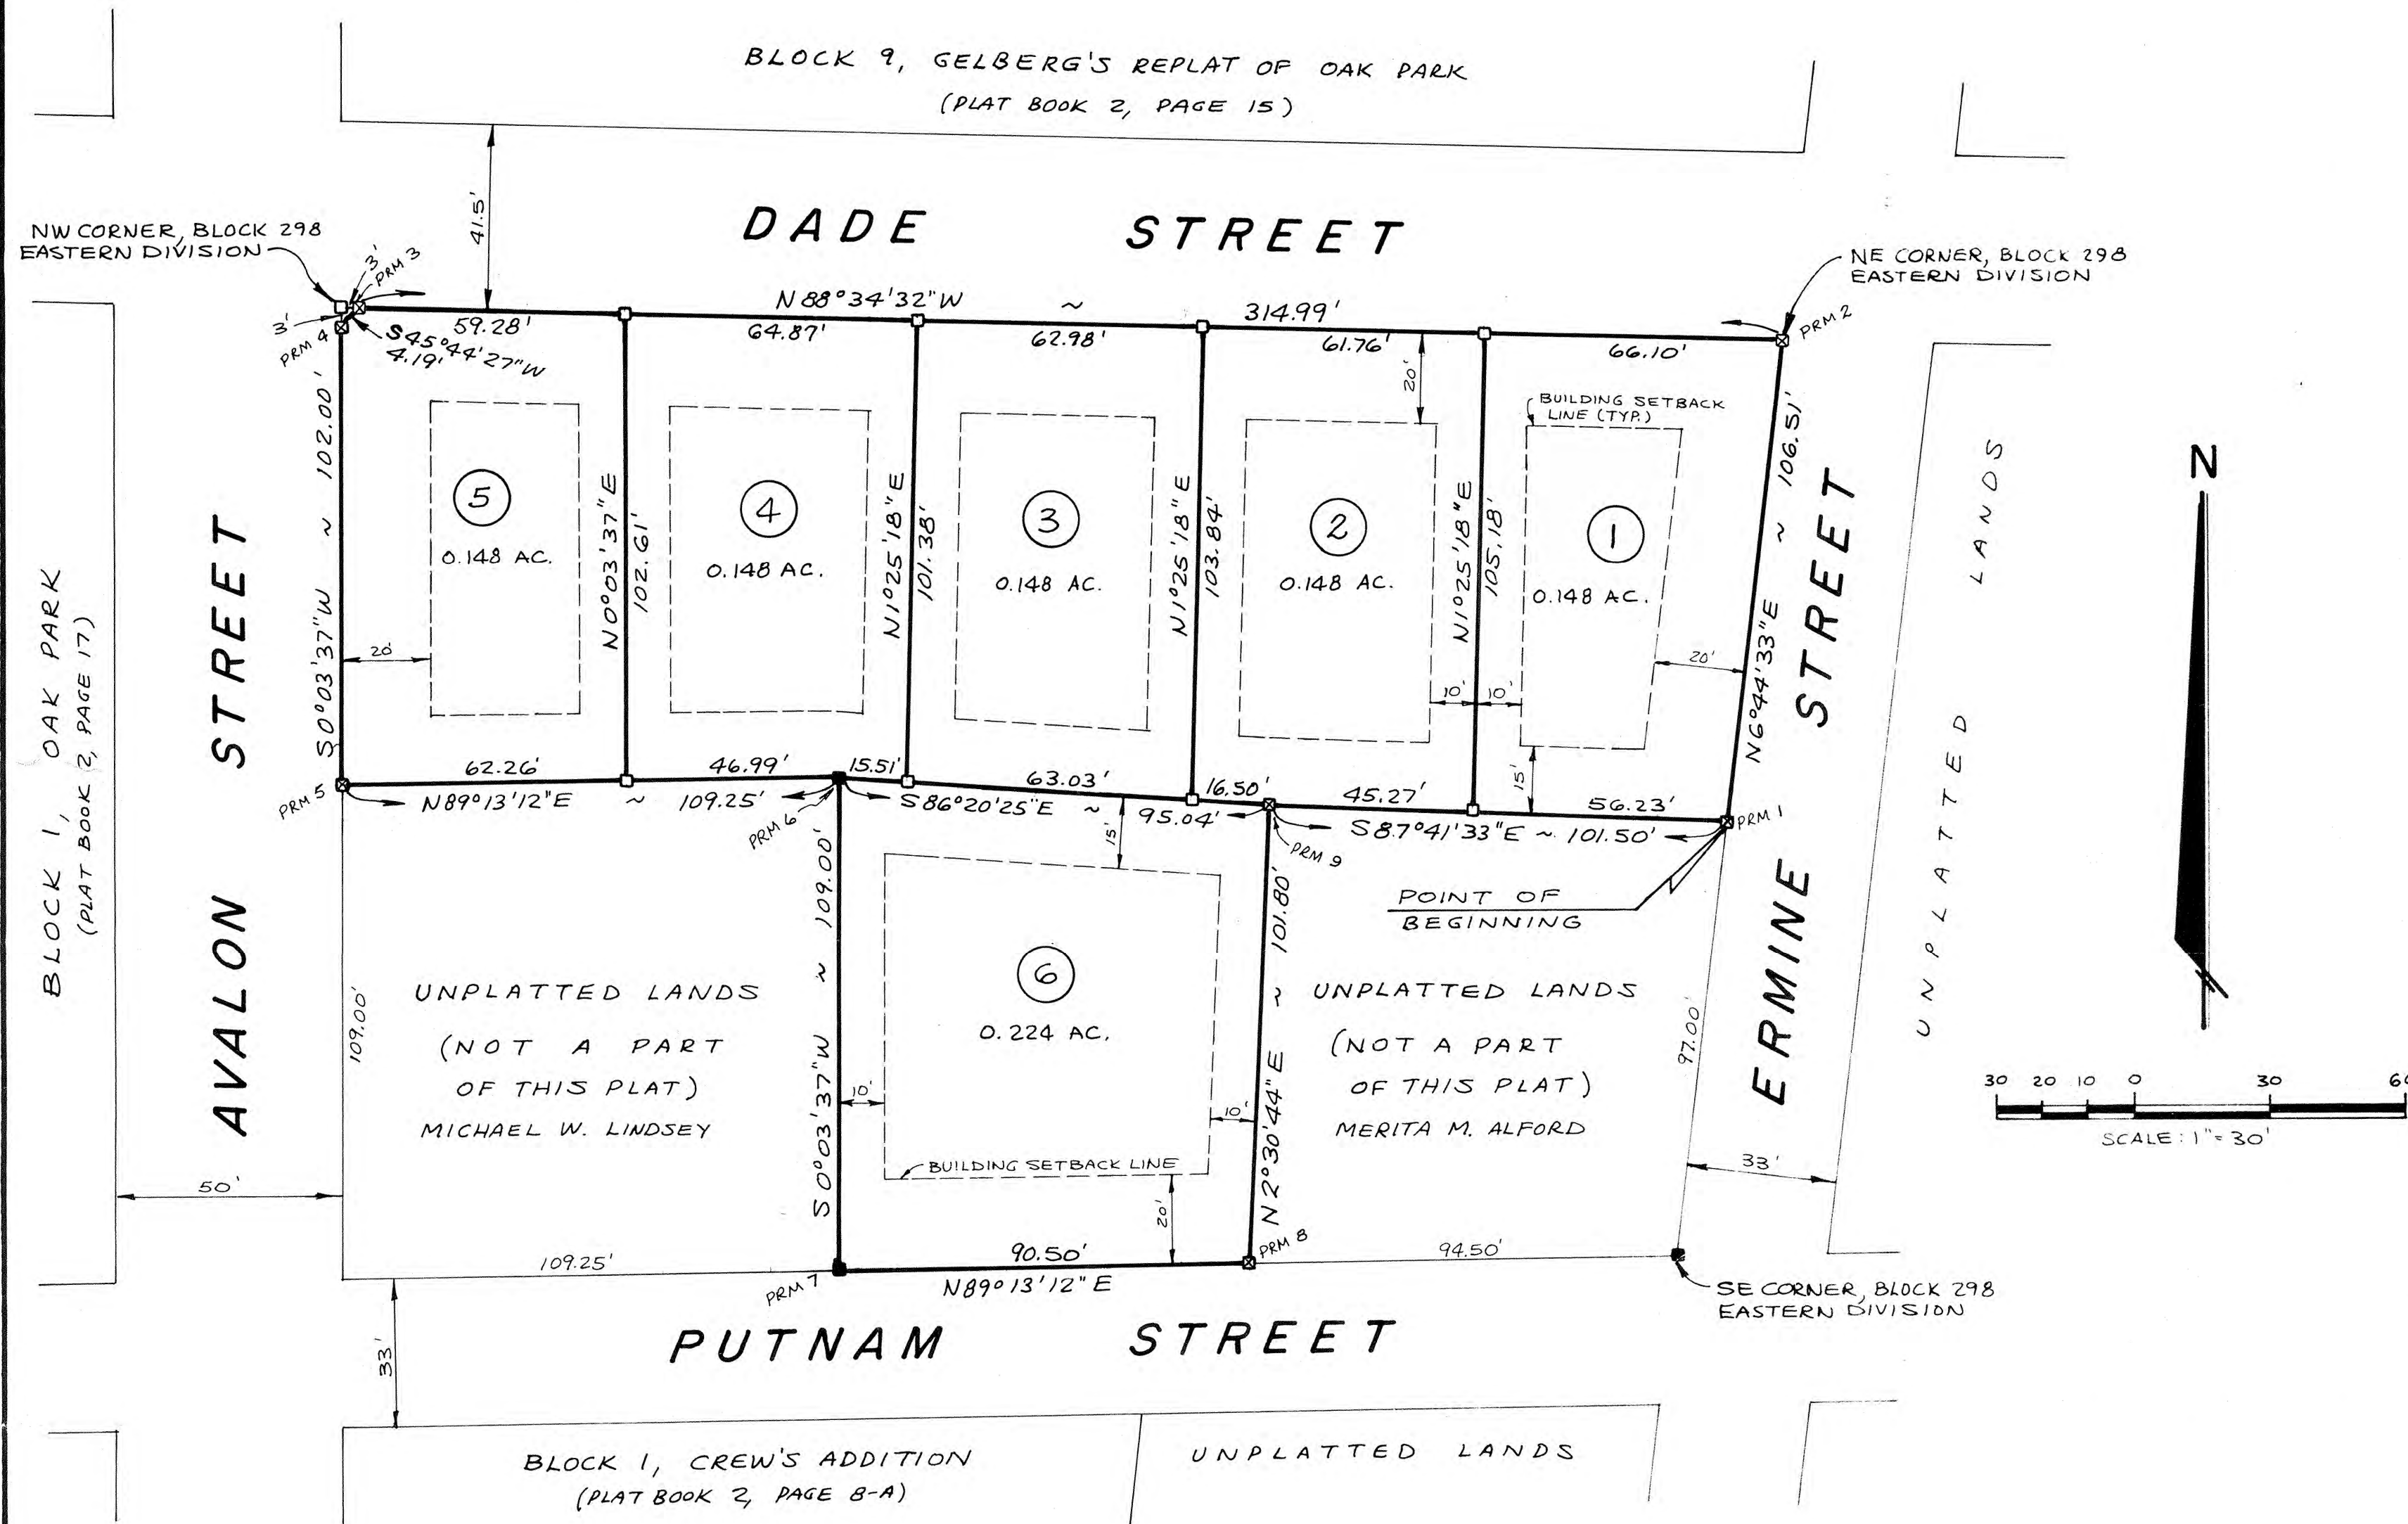 BLOCK 9, GELBERG'S REPLAT OF OAK PARK
(PLAT BOOK 2, PAGE 15)
41.5'
DADE STREET
NW CORNER, BLOCK 298
EASTERN DIVISION
3'
PRM 3
3'
PRM 4
S45°44'27"W
4.19'
N88°34'32"W ~ 314.99'
59.28'
64.87'
62.98'
61.76'
66.10'
NE CORNER, BLOCK 298
EASTERN DIVISION
PRM 2
20'
BUILDING SETBACK
LINE (TYP.)
S0°03'37"W ~ 102.00'
5
0.148 AC.
N0°03'37"E
102.61'
4
0.148 AC.
N1°25'18"E
101.38'
3
0.148 AC.
N1°25'18"E
103.84'
2
0.148 AC.
N1°25'18"E
105.18'
1
0.148 AC.
N6°44'33"E ~ 106.51'
20'
10'
10'
20'
15'
BLOCK 1, OAK PARK
(PLAT BOOK 2, PAGE 17)
AVALON STREET
ERMINE STREET
UNPLATTED LANDS
N
PRM 5
62.26'
46.99'
15.51'
63.03'
16.50'
45.27'
56.23'
N89°13'12"E ~ 109.25'
PRM 6
S86°20'25"E ~ 95.04'
PRM 9
S87°41'33"E ~ 101.50'
PRM 1
15'
POINT OF
BEGINNING
109.00'
UNPLATTED LANDS
(NOT A PART
OF THIS PLAT)
MICHAEL W. LINDSEY
S0°03'37"W ~ 109.00'
6
0.224 AC.
10'
10'
BUILDING SETBACK LINE
20'
N2°30'44"E ~ 101.80'
UNPLATTED LANDS
(NOT A PART
OF THIS PLAT)
MERITA M. ALFORD
97.00'
30 20 10 0 30 60
SCALE: 1"=30'
50'
33'
109.25'
PRM 7
90.50'
N89°13'12"E
PRM 8
94.50'
SE CORNER, BLOCK 298
EASTERN DIVISION
33'
PUTNAM STREET
BLOCK 1, CREW'S ADDITION
(PLAT BOOK 2, PAGE 8-A)
UNPLATTED LANDS